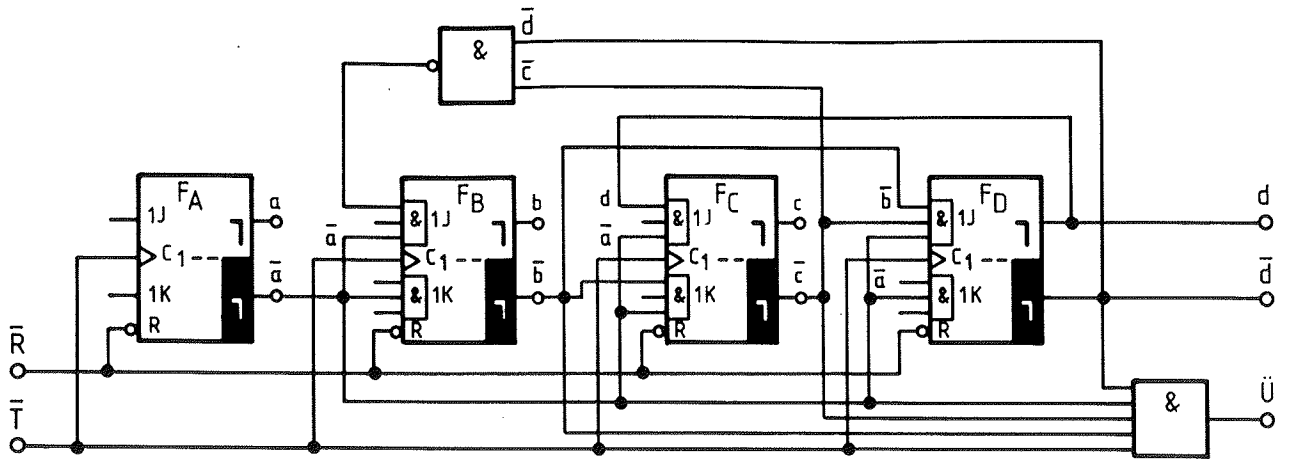 d̅
&
c̅
F_A
1J
C1
1K
R
a
a̅
a̅
F_B
&
1J
C1
&
1K
R
b
b̅
d
a̅
F_C
&
1J
C1
&
1K
R
c
c̅
b̅
a̅
F_D
&
1J
C1
&
1K
R
d
d̅
R̅
T̅
&
Ü